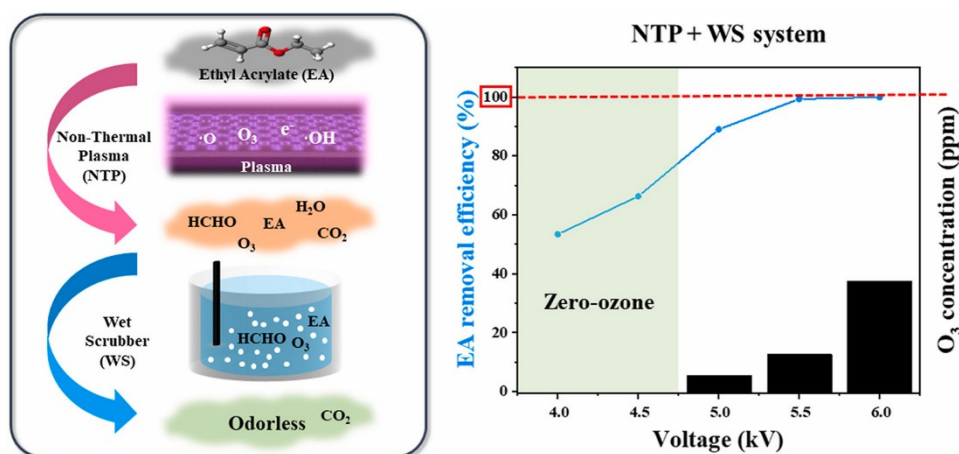 Ethyl Acrylate (EA)
Non-Thermal
Plasma
(NTP)
·O O₃ e⁻ ·OH
Plasma
HCHO EA H₂O
O₃ CO₂
Wet
Scrubber
(WS)
EA
HCHO O₃
Odorless CO₂
NTP + WS system
EA removal efficiency (%)
100
80
60
40
20
0
Zero-ozone
4.0 4.5 5.0 5.5 6.0
Voltage (kV)
O₃ concentration (ppm)